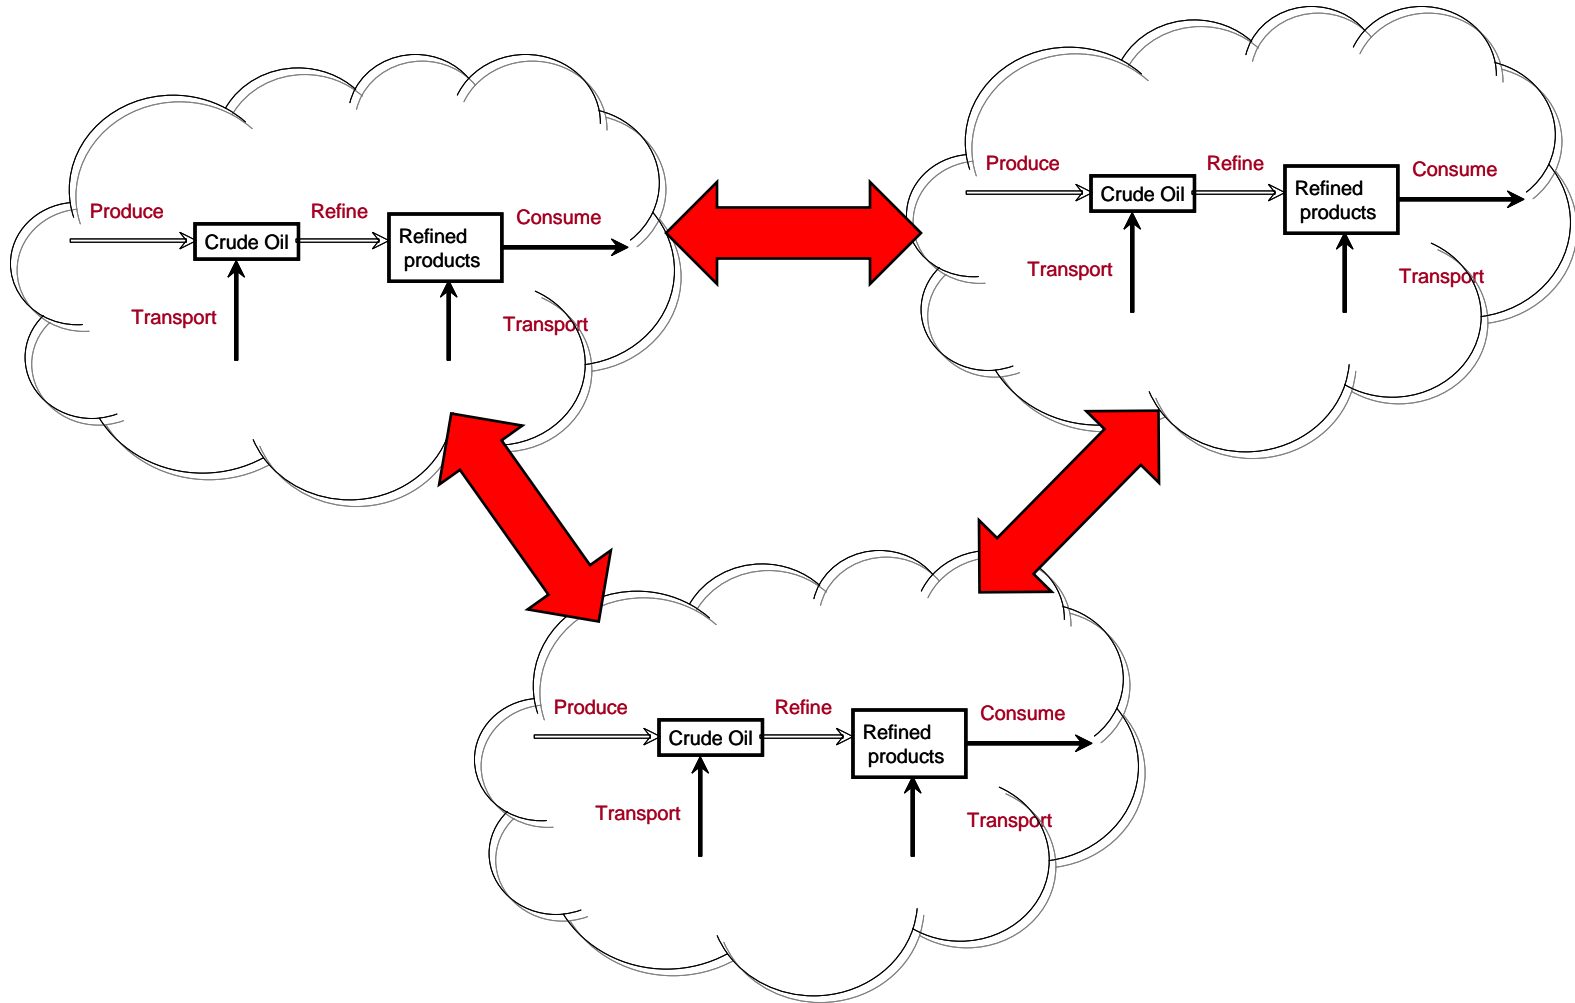 Produce
Refine
Consume
Crude Oil
Refined
products
Transport
Transport
Produce
Refine
Consume
Crude Oil
Refined
products
Transport
Transport
Produce
Refine
Consume
Crude Oil
Refined
products
Transport
Transport